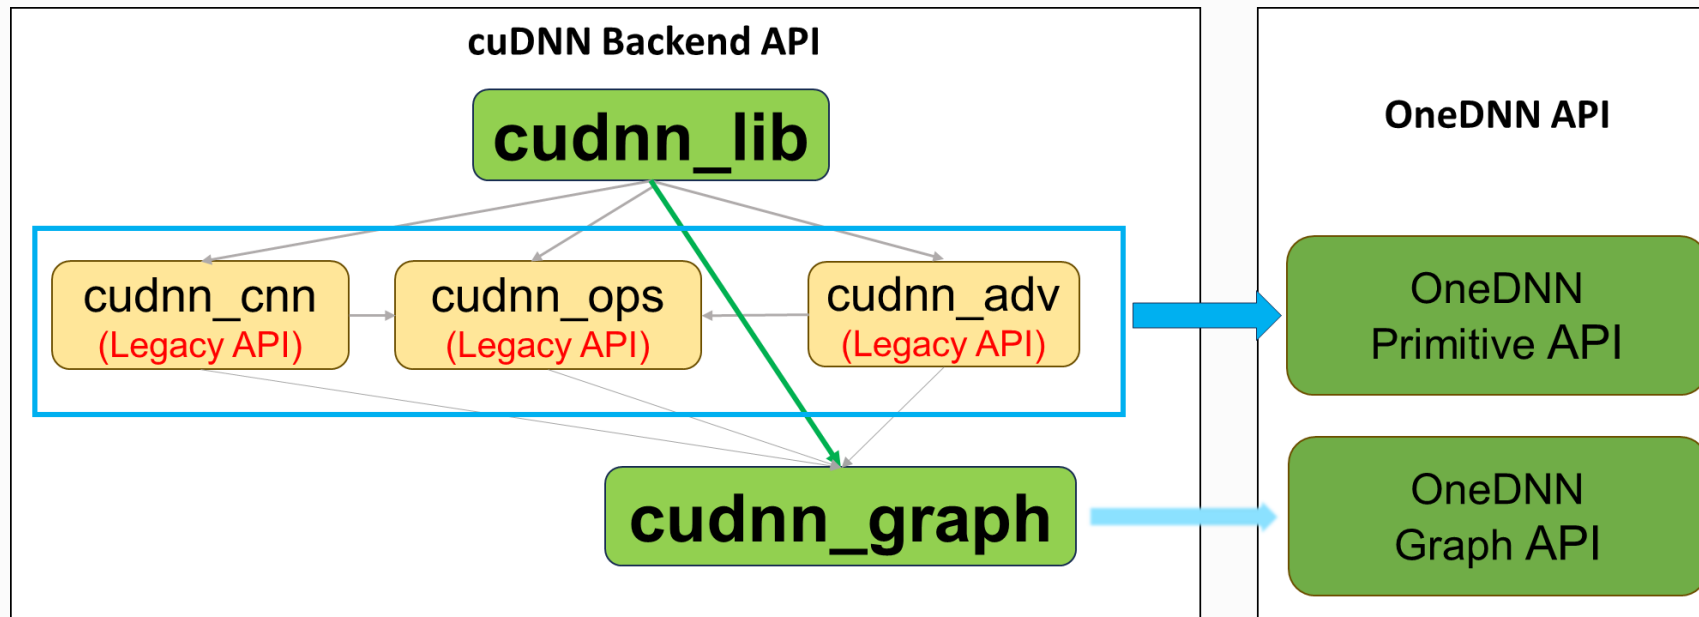 cuDNN Backend API
cudnn_lib
cudnn_cnn
(Legacy API)
cudnn_ops
(Legacy API)
cudnn_adv
(Legacy API)
cudnn_graph
OneDNN API
OneDNN
Primitive API
OneDNN
Graph API